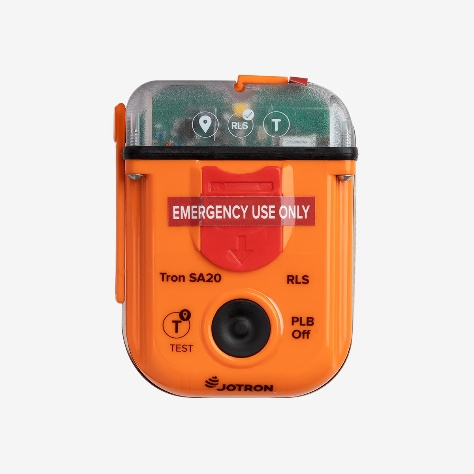 RLS T
EMERGENCY USE ONLY
Tron SA20 RLS
T
PLB
Off
TEST
JOTRON